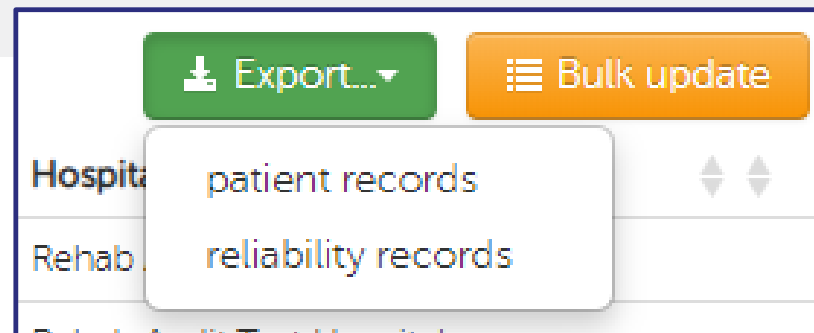 Export...
Bulk update
patient records
reliability records
Rehab